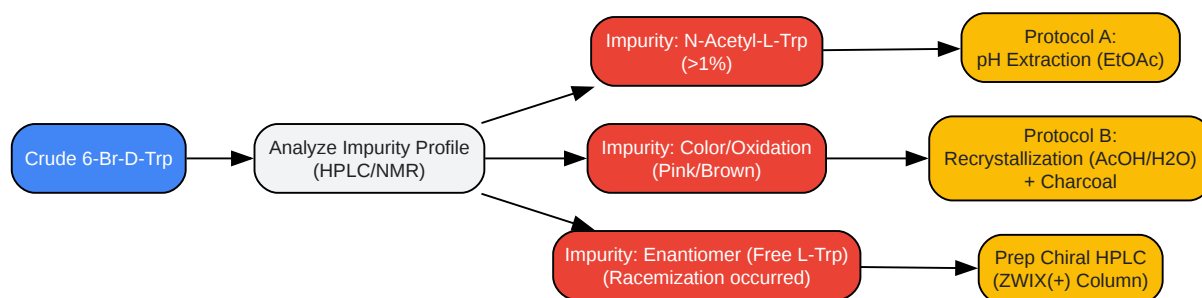 Crude 6-Br-D-Trp
Analyze Impurity Profile
(HPLC/NMR)
Impurity: N-Acetyl-L-Trp
(>1%)
Protocol A:
pH Extraction (EtOAc)
Impurity: Color/Oxidation
(Pink/Brown)
Protocol B:
Recrystallization (AcOH/H2O)
+ Charcoal
Impurity: Enantiomer (Free L-Trp)
(Racemization occurred)
Prep Chiral HPLC
(ZWIX(+) Column)